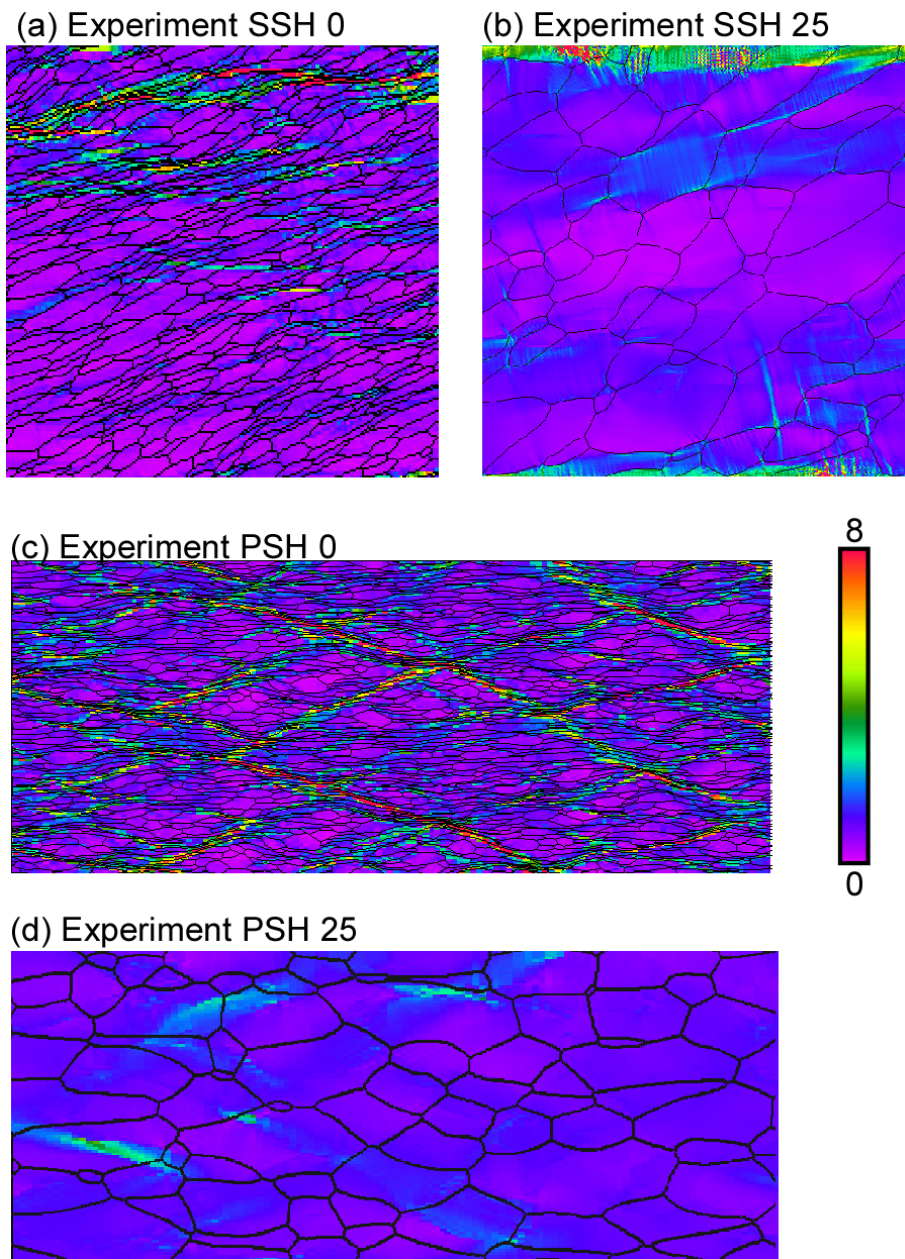 (a) Experiment SSH 0
(b) Experiment SSH 25
(c) Experiment PSH 0
8
0
(d) Experiment PSH 25